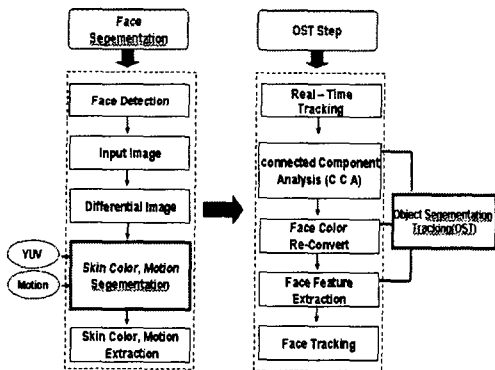 Face
Segementation
Face Detection
Input Image
Differential Image
YUV
Motion
Skin Color, Motion
Segementation
Skin Color, Motion
Extraction
OST Step
Real - Time
Tracking
connected Component
Analysis (C C A)
Face Color
Re-Convert
Face Feature
Extraction
Face Tracking
Object Segementation
Tracking(OST)